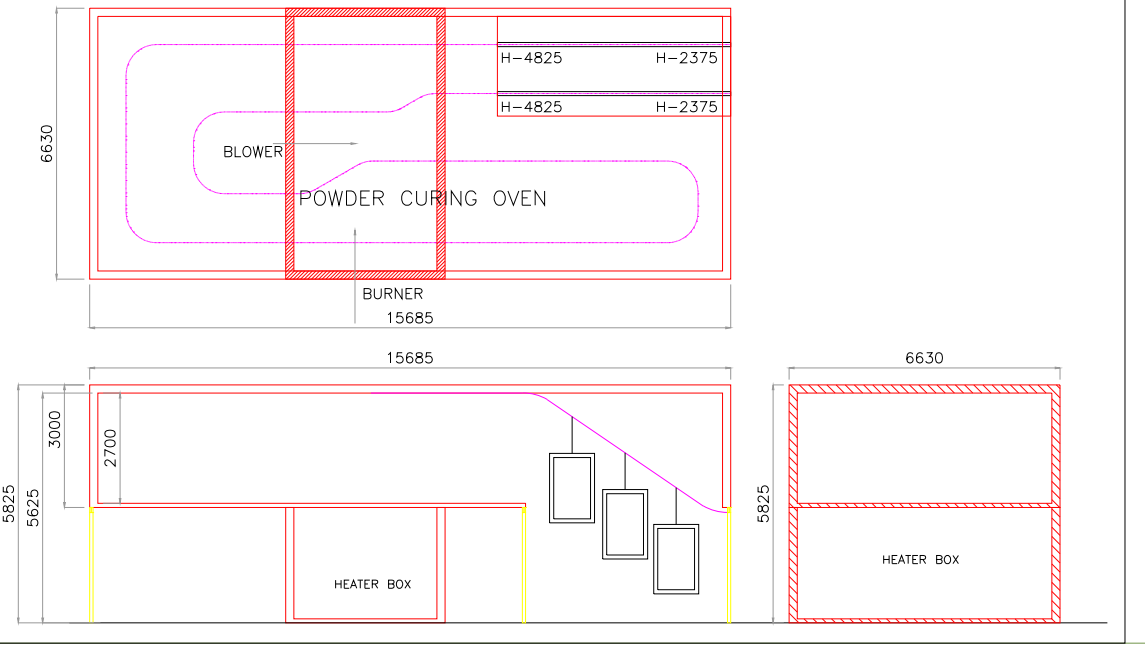 H-4825 H-2375
H-4825 H-2375
6630
BLOWER
POWDER CURING OVEN
BURNER
15685
15685
6630
3000
2700
5825
5625
5825
HEATER BOX
HEATER BOX